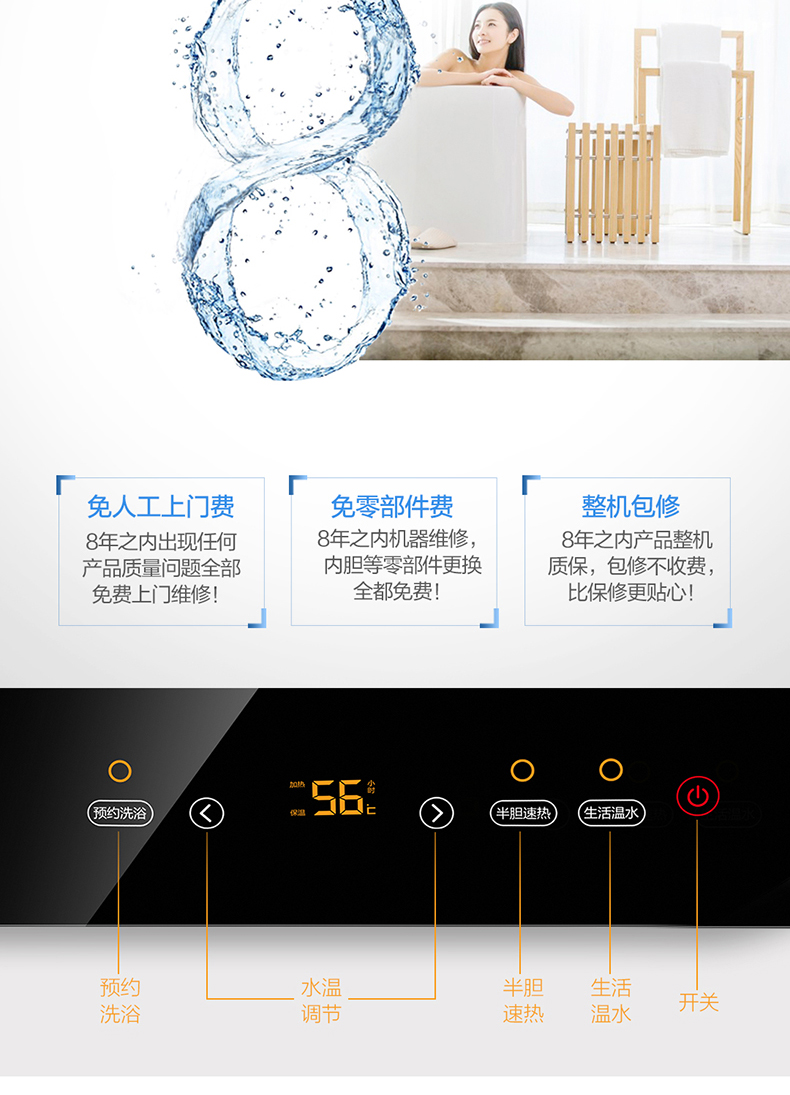 8
免人工上门费
8年之内出现任何
产品质量问题全部
免费上门维修！
免零部件费
8年之内机器维修，
内胆等零部件更换
全都免费！
整机包修
8年之内产品整机
质保，包修不收费，
比保修更贴心！
加热
保温
56
小时
℃
预约洗浴
半胆速热
生活温水
预约
洗浴
水温
调节
半胆
速热
生活
温水
开关